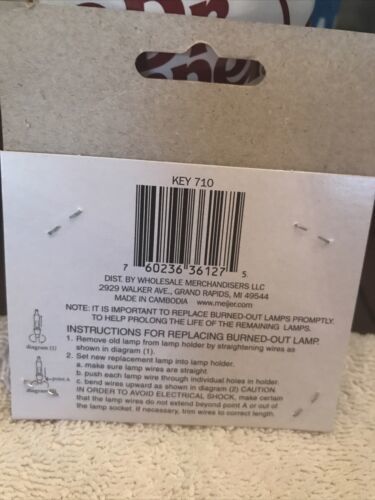 KEY 710
7 60236 36127 5
DIST. BY WHOLESALE MERCHANDISERS LLC
2929 WALKER AVE., GRAND RAPIDS, MI 49544
MADE IN CAMBODIA www.meijer.com
NOTE: IT IS IMPORTANT TO REPLACE BURNED-OUT LAMPS PROMPTLY.
TO HELP PROLONG THE LIFE OF THE REMAINING LAMPS.
INSTRUCTIONS FOR REPLACING BURNED-OUT LAMP.
1. Remove old lamp from lamp holder by straightening wires as
shown in diagram (1).
2. Set new replacement lamp into lamp holder.
a. make sure lamp wires are straight.
b. push each lamp wire through individual holes in holder.
c. bend wires upward as shown in diagram (2) CAUTION
IN ORDER TO AVOID ELECTRICAL SHOCK, make certain
that the lamp wires do not extend beyond point A or out of
the lamp socket. If necessary, trim wires to correct length.
diagram (1)
point A